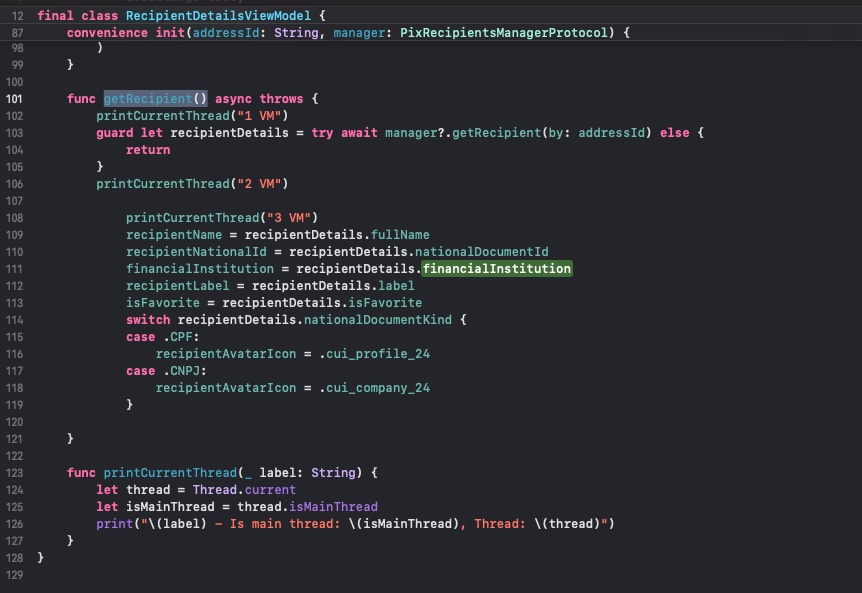 12 final class RecipientDetailsViewModel {
87     convenience init(addressId: String, manager: PixRecipientsManagerProtocol) {
98         )
99     }
100
101     func getRecipient() async throws {
102         printCurrentThread("1 VM")
103         guard let recipientDetails = try await manager?.getRecipient(by: addressId) else {
104             return
105         }
106         printCurrentThread("2 VM")
107
108             printCurrentThread("3 VM")
109             recipientName = recipientDetails.fullName
110             recipientNationalId = recipientDetails.nationalDocumentId
111             financialInstitution = recipientDetails.financialInstitution
112             recipientLabel = recipientDetails.label
113             isFavorite = recipientDetails.isFavorite
114             switch recipientDetails.nationalDocumentKind {
115             case .CPF:
116                 recipientAvatarIcon = .cui_profile_24
117             case .CNPJ:
118                 recipientAvatarIcon = .cui_company_24
119             }
120
121     }
122
123     func printCurrentThread(_ label: String) {
124         let thread = Thread.current
125         let isMainThread = thread.isMainThread
126         print("\(label) - Is main thread: \(isMainThread), Thread: \(thread)")
127     }
128 }
129